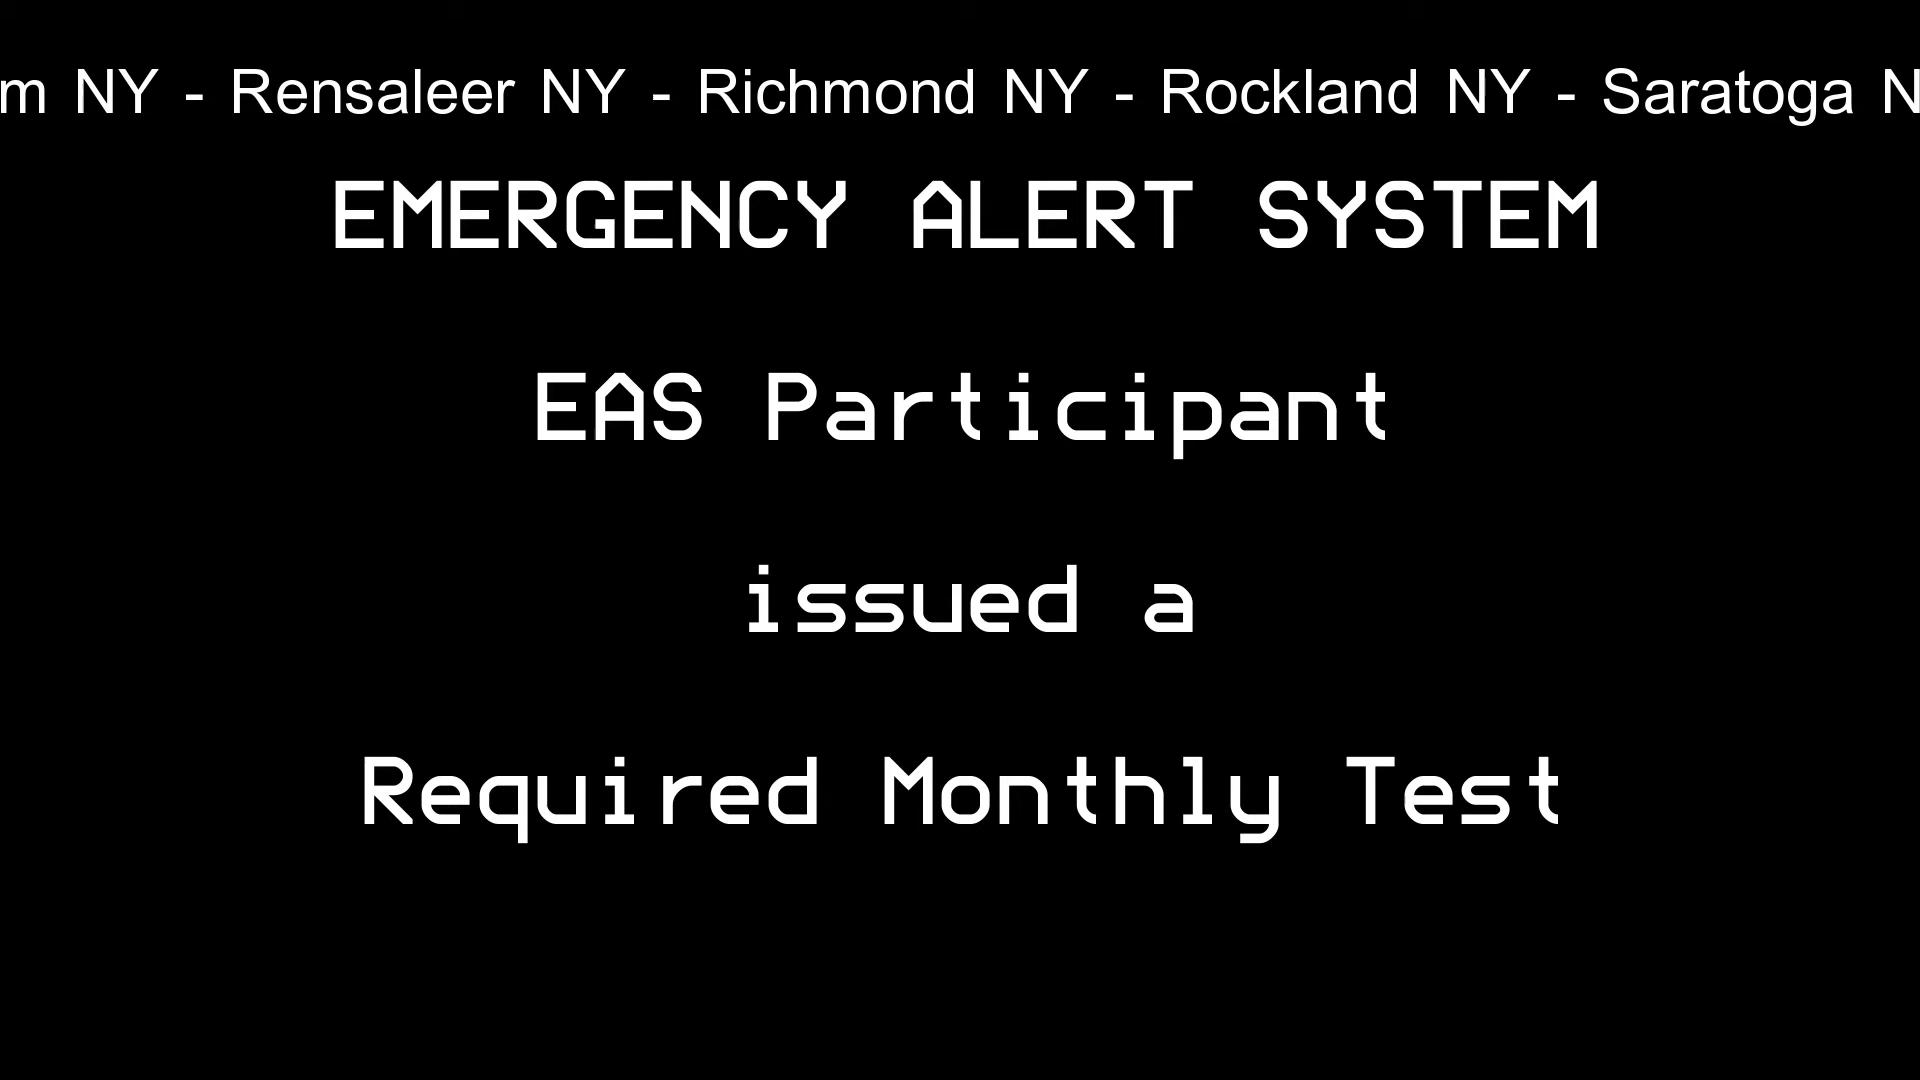 m NY - Rensaleer NY - Richmond NY - Rockland NY - Saratoga N
EMERGENCY ALERT SYSTEM
EAS Participant
issued a
Required Monthly Test